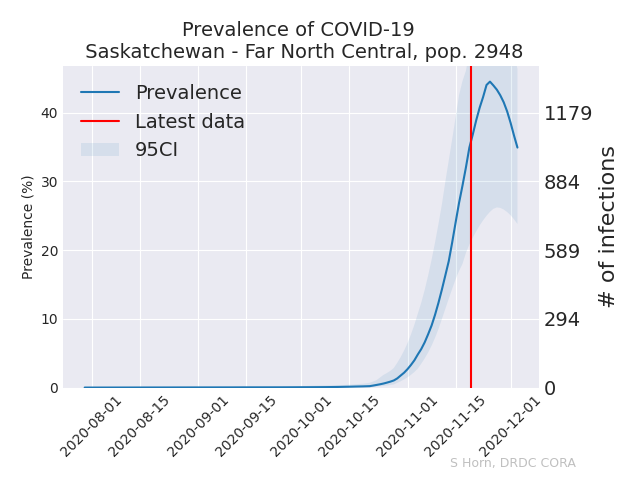 Prevalence of COVID-19
Saskatchewan - Far North Central, pop. 2948
Prevalence
Latest data
95CI
Prevalence (%)
40
30
20
10
0
1179
884
589
294
0
# of infections
2020-08-01
2020-08-15
2020-09-01
2020-09-15
2020-10-01
2020-10-15
2020-11-01
2020-11-15
2020-12-01
S Horn, DRDC CORA